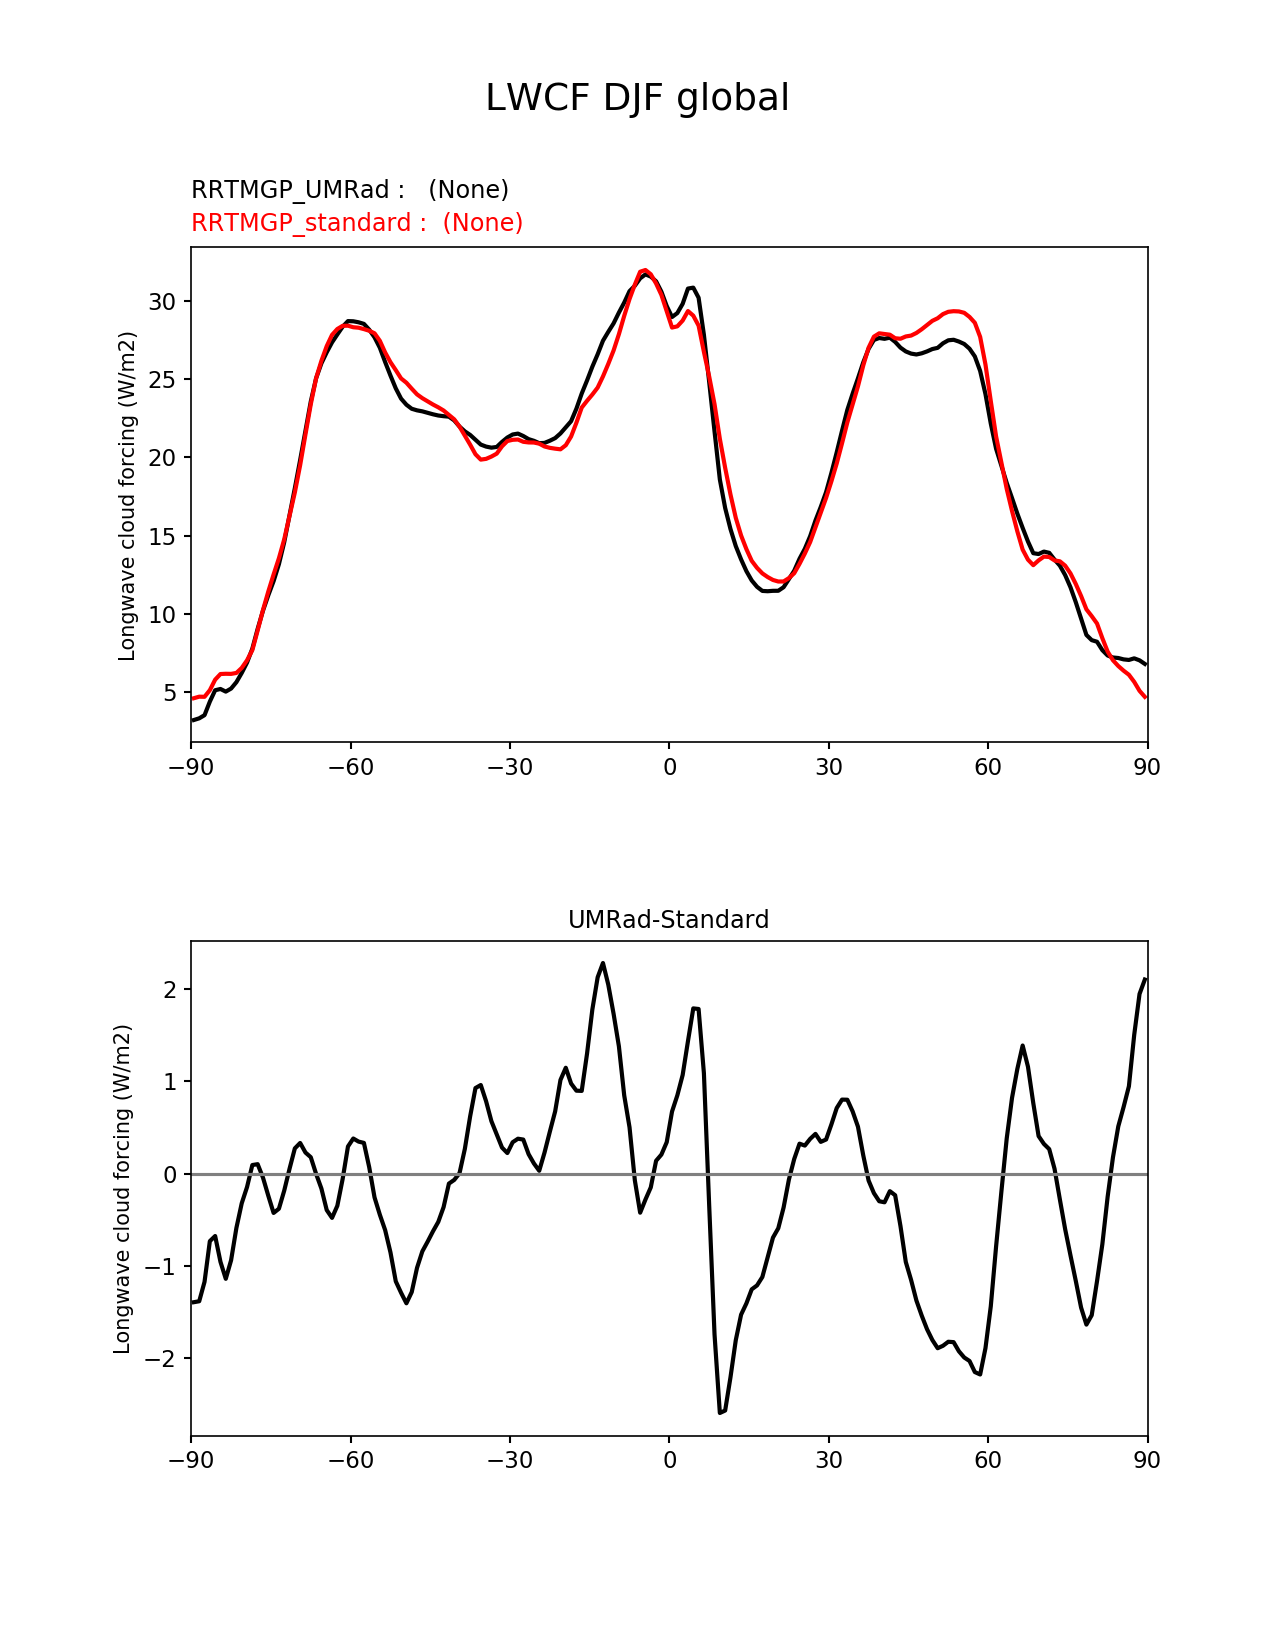 LWCF DJF global
RRTMGP_UMRad :   (None)
RRTMGP_standard :  (None)
Longwave cloud forcing (W/m2)
30
25
20
15
10
5
−90 −60 −30 0 30 60 90
UMRad-Standard
Longwave cloud forcing (W/m2)
2
1
0
−1
−2
−90 −60 −30 0 30 60 90